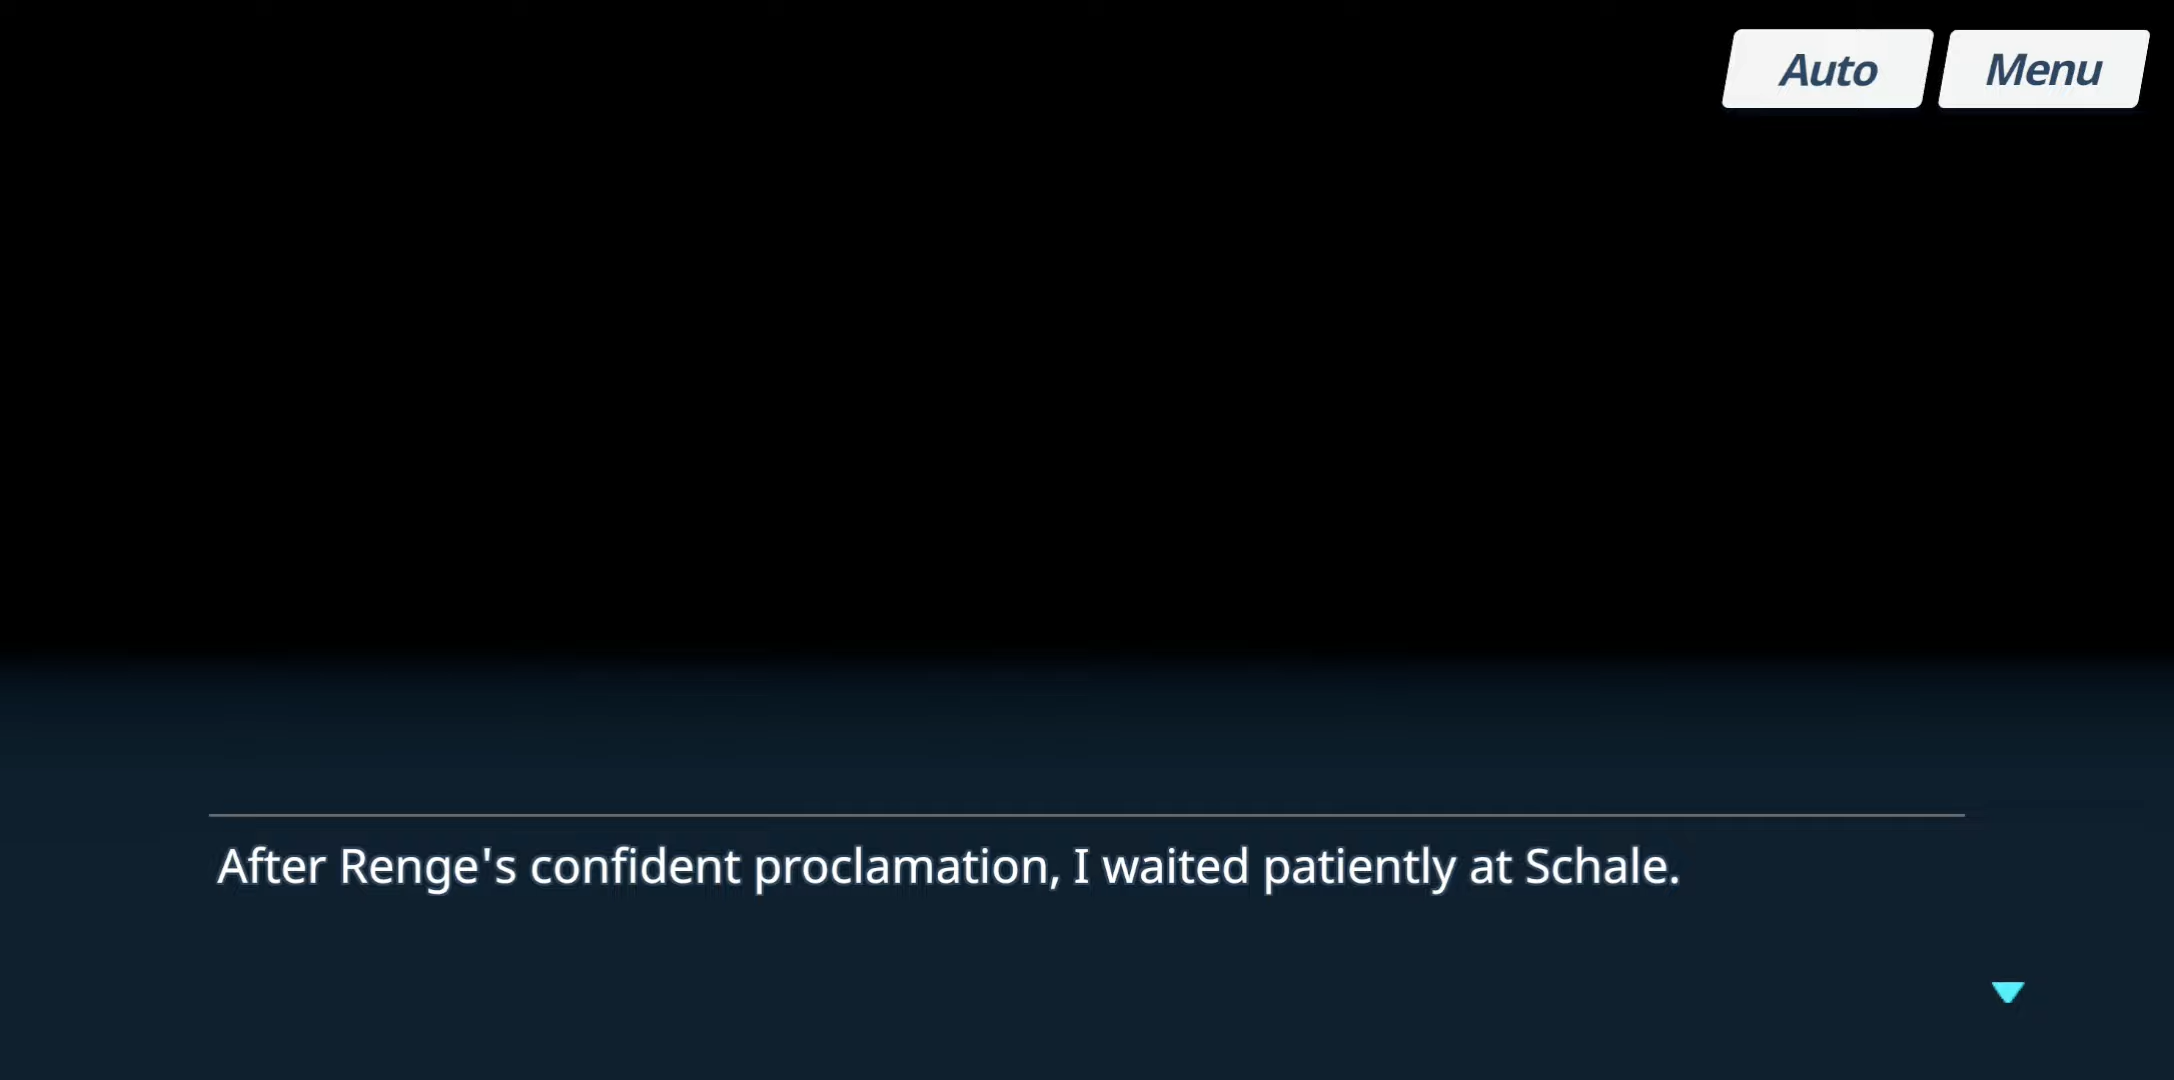 Auto Menu
After Renge's confident proclamation, I waited patiently at Schale.